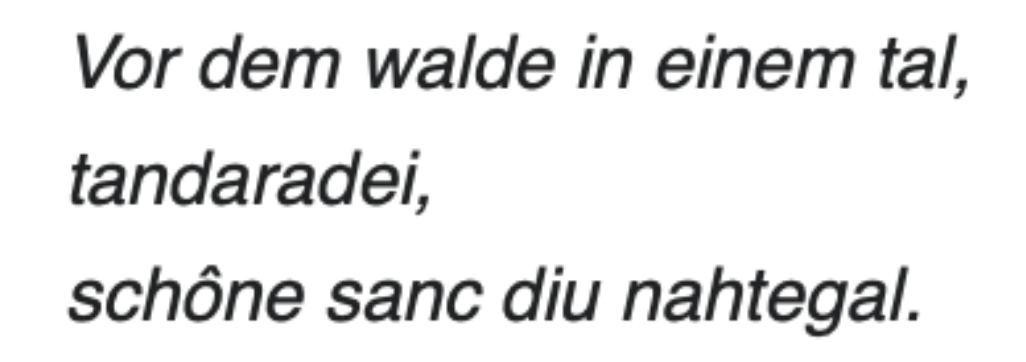 Vor dem walde in einem tal,
tandaradei,
schône sanc diu nahtegal.